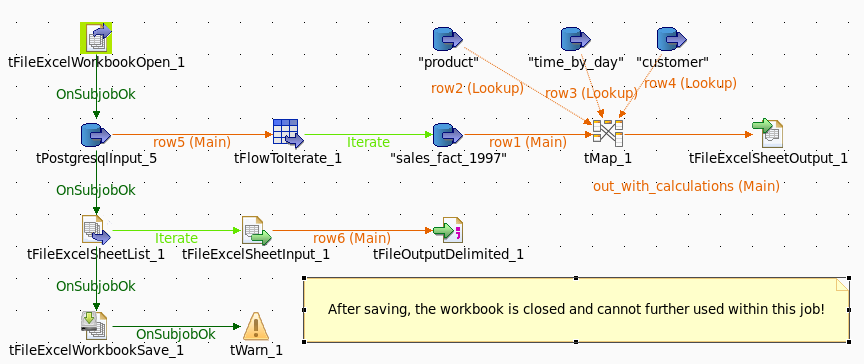 tFileExcelWorkbookOpen_1
"product"
"time_by_day"
"customer"
OnSubjobOk
row2 (Lookup)
row3 (Lookup)
row4 (Lookup)
row5 (Main)
Iterate
row1 (Main)
tPostgresqlInput_5
tFlowToIterate_1
"sales_fact_1997"
tMap_1
tFileExcelSheetOutput_1
out_with_calculations (Main)
OnSubjobOk
Iterate
row6 (Main)
tFileExcelSheetList_1
tFileExcelSheetInput_1
tFileOutputDelimited_1
OnSubjobOk
After saving, the workbook is closed and cannot further used within this job!
OnSubjobOk
tFileExcelWorkbookSave_1
tWarn_1